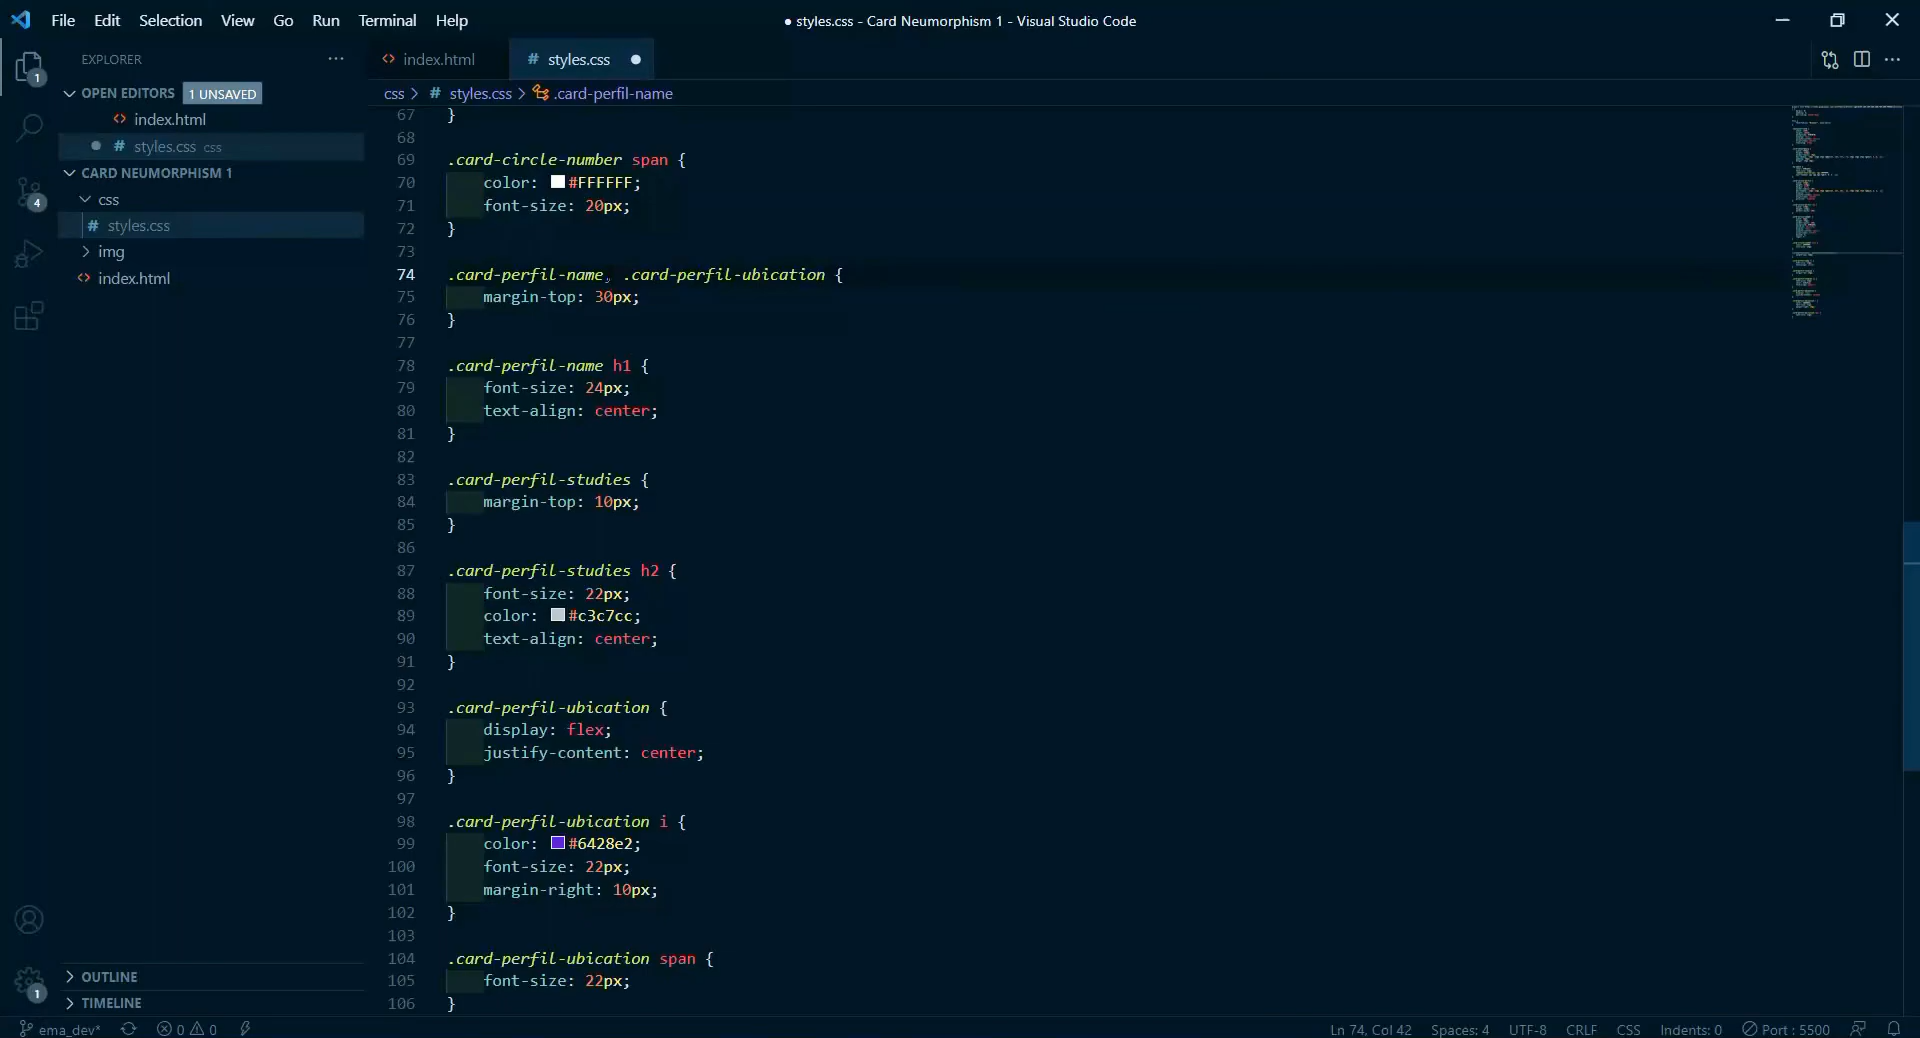 File Edit Selection View Go Run Terminal Help
● styles.css - Card Neumorphism 1 - Visual Studio Code
EXPLORER
OPEN EDITORS 1 UNSAVED
index.html
styles.css css
CARD NEUMORPHISM 1
css
styles.css
img
index.html
OUTLINE
TIMELINE
1
4
1
index.html
styles.css
css > styles.css > .card-perfil-name
67 }
68
69 .card-circle-number span {
70 color: #FFFFFF;
71 font-size: 20px;
72 }
73
74 .card-perfil-name, .card-perfil-ubication {
75 margin-top: 30px;
76 }
77
78 .card-perfil-name h1 {
79 font-size: 24px;
80 text-align: center;
81 }
82
83 .card-perfil-studies {
84 margin-top: 10px;
85 }
86
87 .card-perfil-studies h2 {
88 font-size: 22px;
89 color: #c3c7cc;
90 text-align: center;
91 }
92
93 .card-perfil-ubication {
94 display: flex;
95 justify-content: center;
96 }
97
98 .card-perfil-ubication i {
99 color: #6428e2;
100 font-size: 22px;
101 margin-right: 10px;
102 }
103
104 .card-perfil-ubication span {
105 font-size: 22px;
106 }
ema_dev* 0 0 Ln 74, Col 42 Spaces: 4 UTF-8 CRLF CSS Indents: 0 Port : 5500